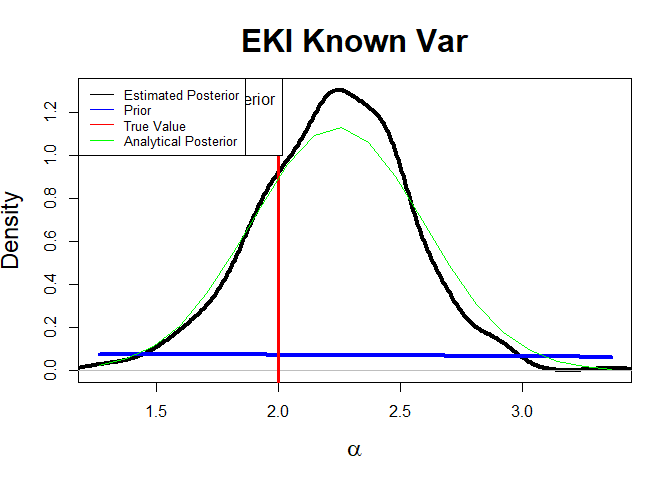 EKI Known Var
Estimated Posterior
Prior
True Value
Analytical Posterior
Density
0.0 0.2 0.4 0.6 0.8 1.0 1.2
1.5 2.0 2.5 3.0
α